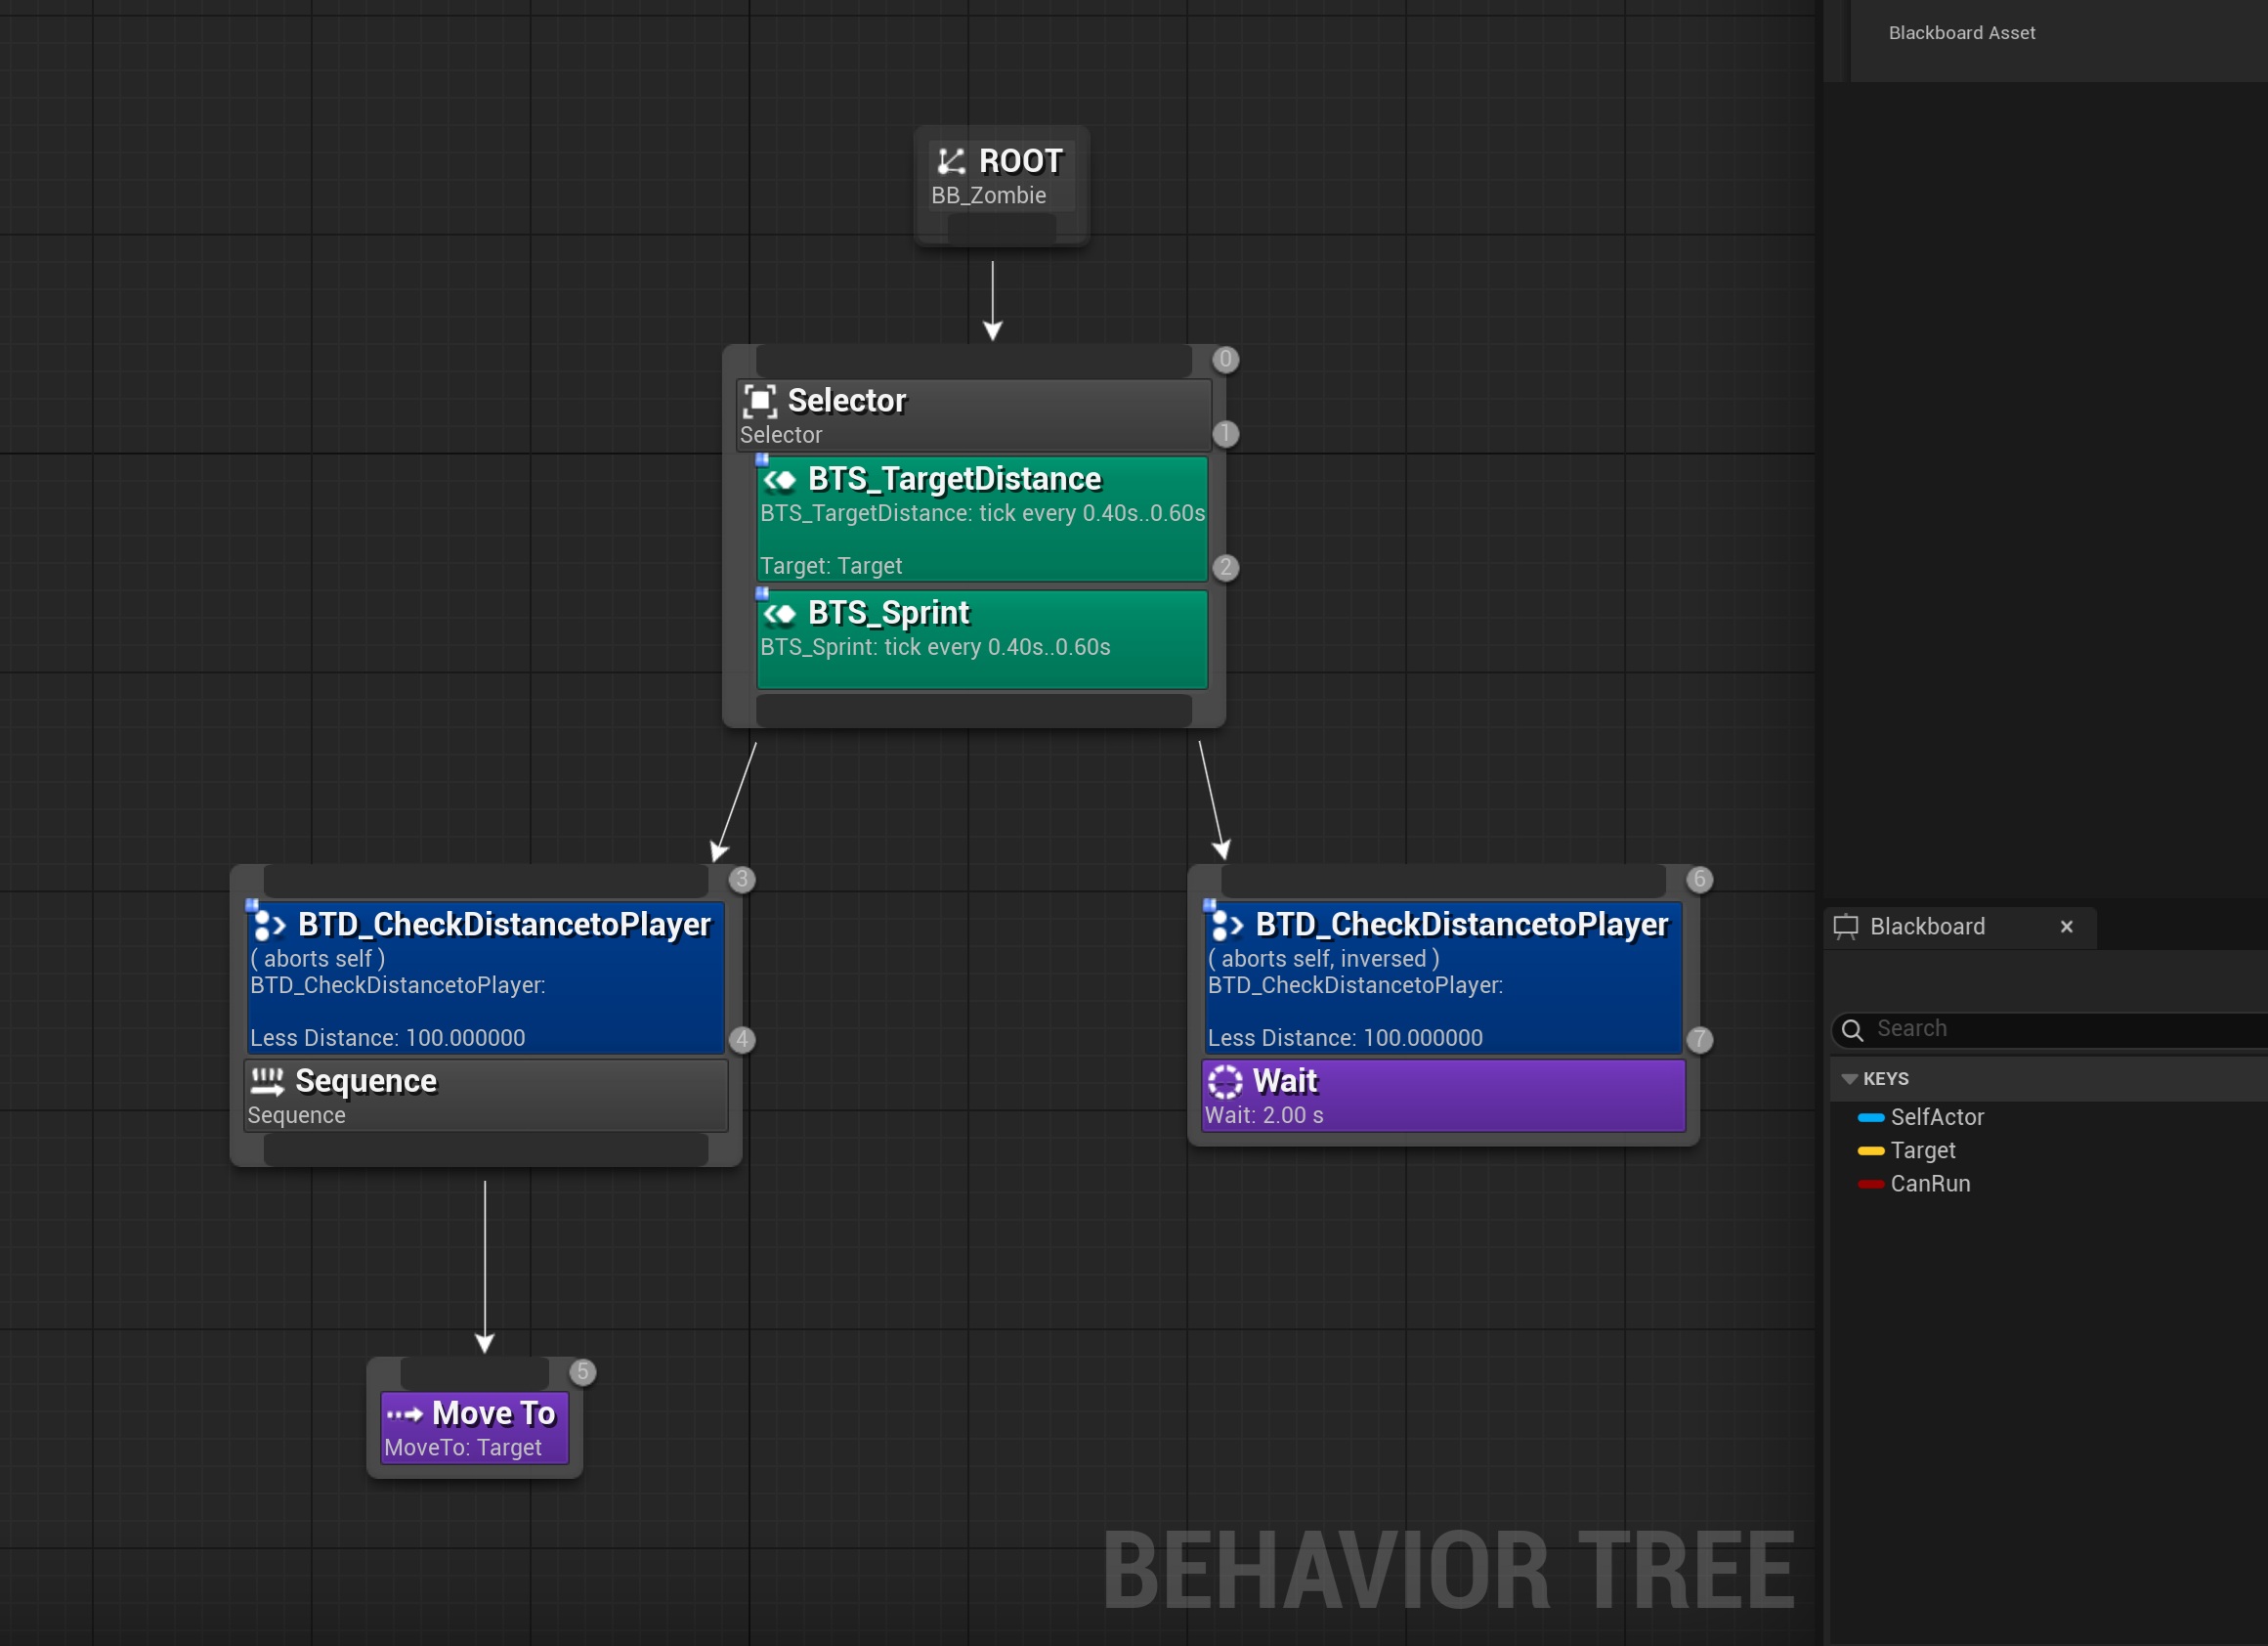 Blackboard Asset
ROOT
BB_Zombie
0
Selector
Selector
1
BTS_TargetDistance
BTS_TargetDistance: tick every 0.40s..0.60s
Target: Target
2
BTS_Sprint
BTS_Sprint: tick every 0.40s..0.60s
3
BTD_CheckDistancetoPlayer
( aborts self )
BTD_CheckDistancetoPlayer:
Less Distance: 100.000000
4
Sequence
Sequence
6
BTD_CheckDistancetoPlayer
( aborts self, inversed )
BTD_CheckDistancetoPlayer:
Less Distance: 100.000000
7
Wait
Wait: 2.00 s
5
Move To
MoveTo: Target
BEHAVIOR TREE
Blackboard
Search
KEYS
SelfActor
Target
CanRun